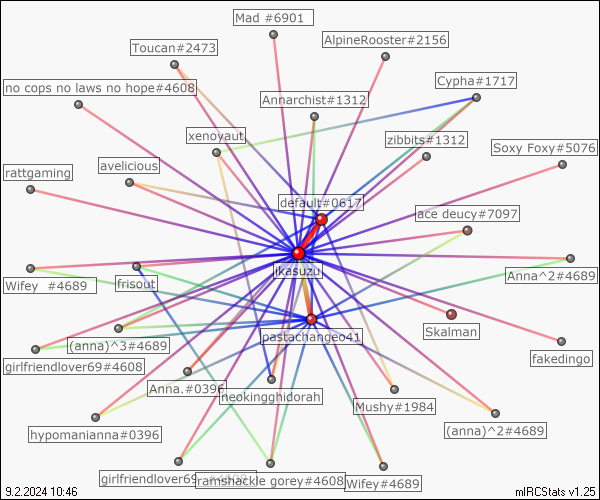 Mad #6901
Toucan#2473
AlpineRooster#2156
no cops no laws no hope#4608
Cypha#1717
Annarchist#1312
xenoyaut
zibbits#1312
Soxy Foxy#5076
rattgaming
avelicious
default#0617
ace deucy#7097
ikasuzu
Wifey #4689
frisout
Anna^2#4689
Skalman
pastachangeo41
(anna)^3#4689
fakedingo
girlfriendlover69#4608
Anna.#0396
neokingghidorah
Mushy#1984
hypomanianna#0396
(anna)^2#4689
girlfriendlover69
ramshackle gorey#4608
Wifey#4689
9.2.2024 10:46
mIRCStats v1.25